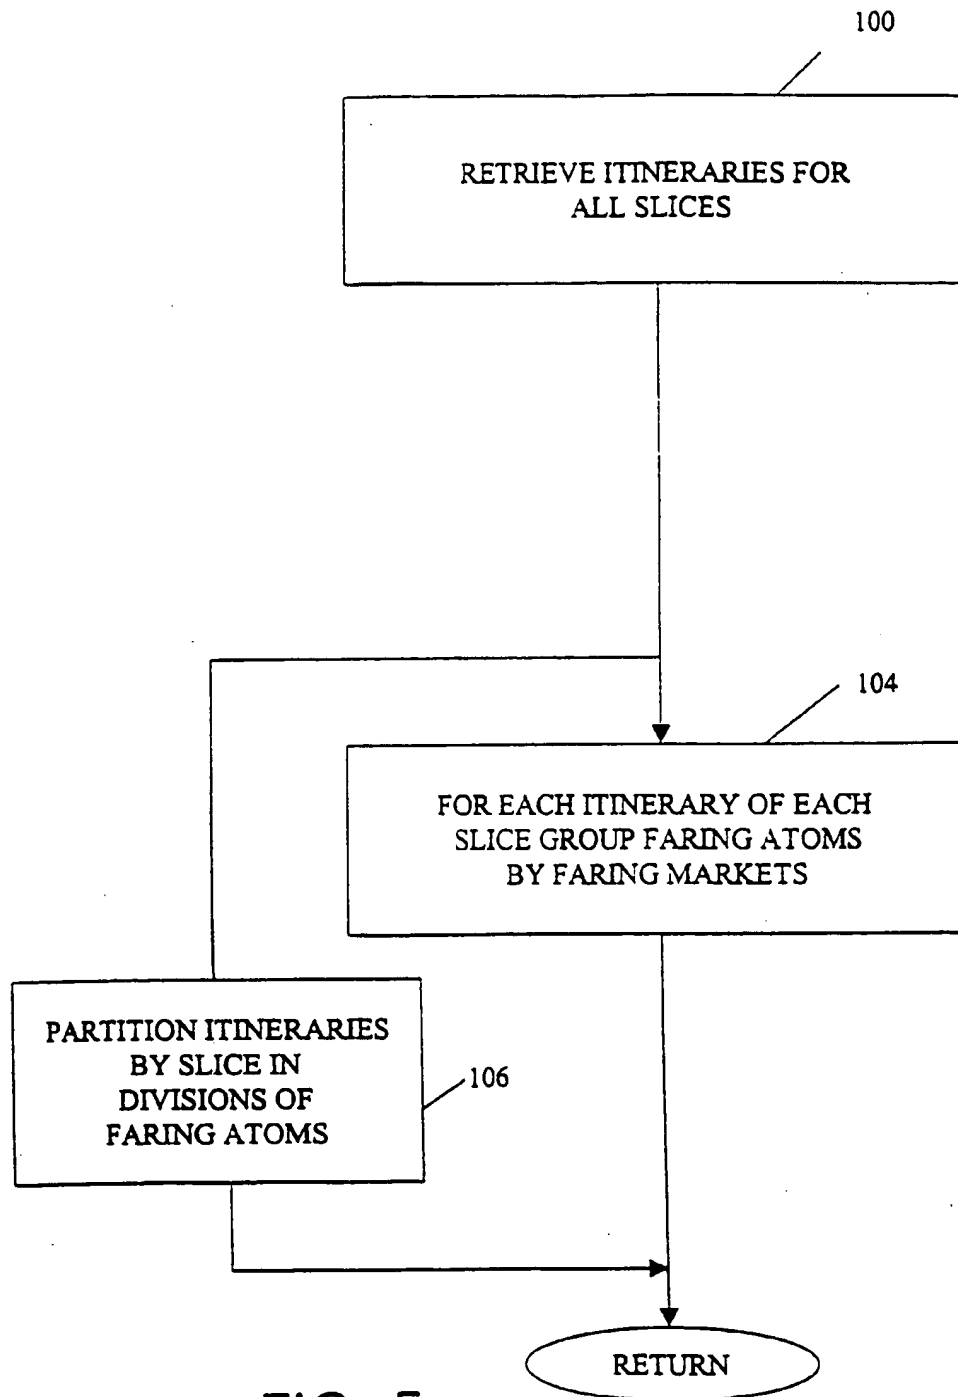 100
RETRIEVE ITINERARIES FOR
ALL SLICES
104
FOR EACH ITINERARY OF EACH
SLICE GROUP FARING ATOMS
BY FARING MARKETS
PARTITION ITINERARIES
BY SLICE IN
DIVISIONS OF
FARING ATOMS
106
RETURN